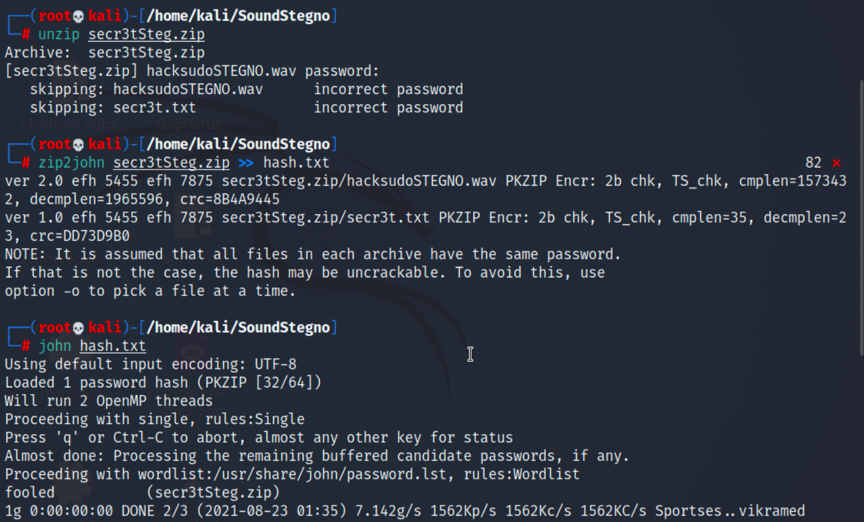 ┌──(root💀kali)-[/home/kali/SoundStegno]
└─# unzip secr3tSteg.zip
Archive:  secr3tSteg.zip
[secr3tSteg.zip] hacksudoSTEGNO.wav password:
   skipping: hacksudoSTEGNO.wav      incorrect password
   skipping: secr3t.txt              incorrect password
┌──(root💀kali)-[/home/kali/SoundStegno]
└─# zip2john secr3tSteg.zip >> hash.txt 82 ⨯
ver 2.0 efh 5455 efh 7875 secr3tSteg.zip/hacksudoSTEGNO.wav PKZIP Encr: 2b chk, TS_chk, cmplen=157343
2, decmplen=1965596, crc=8B4A9445
ver 1.0 efh 5455 efh 7875 secr3tSteg.zip/secr3t.txt PKZIP Encr: 2b chk, TS_chk, cmplen=35, decmplen=2
3, crc=DD73D9B0
NOTE: It is assumed that all files in each archive have the same password.
If that is not the case, the hash may be uncrackable. To avoid this, use
option -o to pick a file at a time.
┌──(root💀kali)-[/home/kali/SoundStegno]
└─# john hash.txt
Using default input encoding: UTF-8
Loaded 1 password hash (PKZIP [32/64])
Will run 2 OpenMP threads
Proceeding with single, rules:Single
Press 'q' or Ctrl-C to abort, almost any other key for status
Almost done: Processing the remaining buffered candidate passwords, if any.
Proceeding with wordlist:/usr/share/john/password.lst, rules:Wordlist
fooled           (secr3tSteg.zip)
1g 0:00:00:00 DONE 2/3 (2021-08-23 01:35) 7.142g/s 1562Kp/s 1562Kc/s 1562KC/s Sportses..vikramed